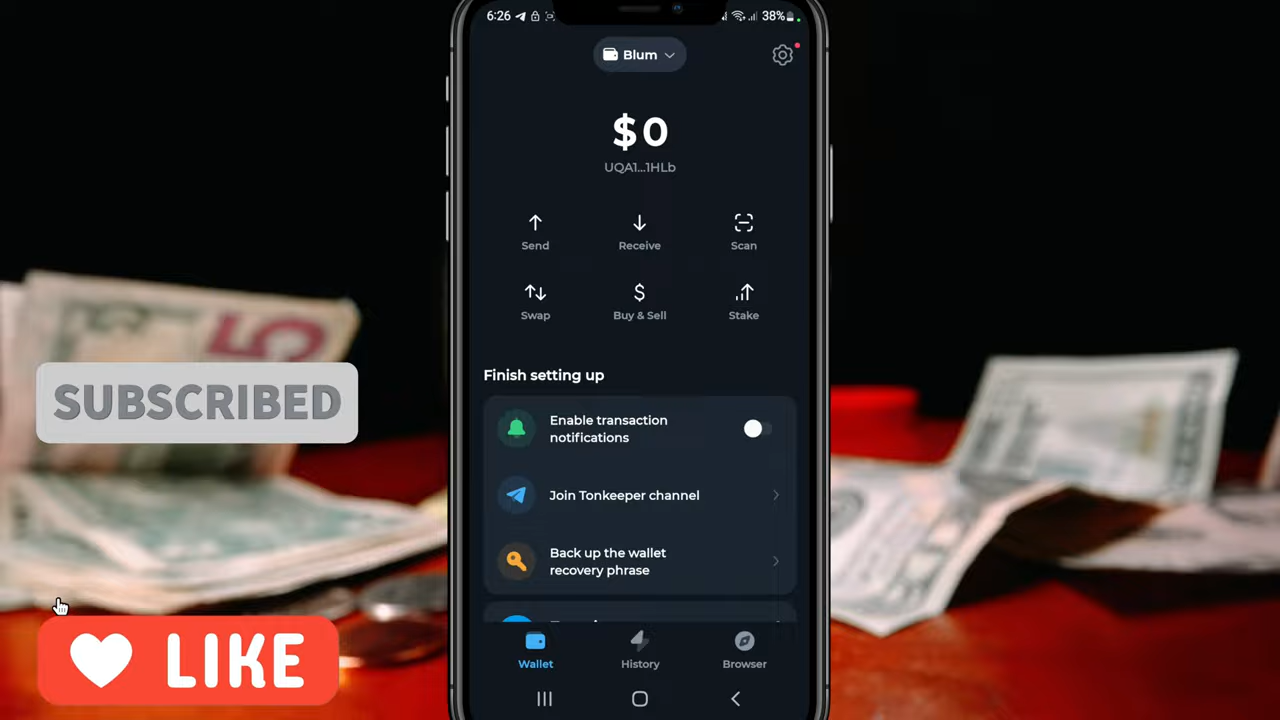 6:26
38%
Blum
$0
UQA1...1HLb
Send
Receive
Scan
Swap
Buy & Sell
Stake
Finish setting up
Enable transaction
notifications
Join Tonkeeper channel
Back up the wallet
recovery phrase
Wallet
History
Browser
SUBSCRIBED
LIKE